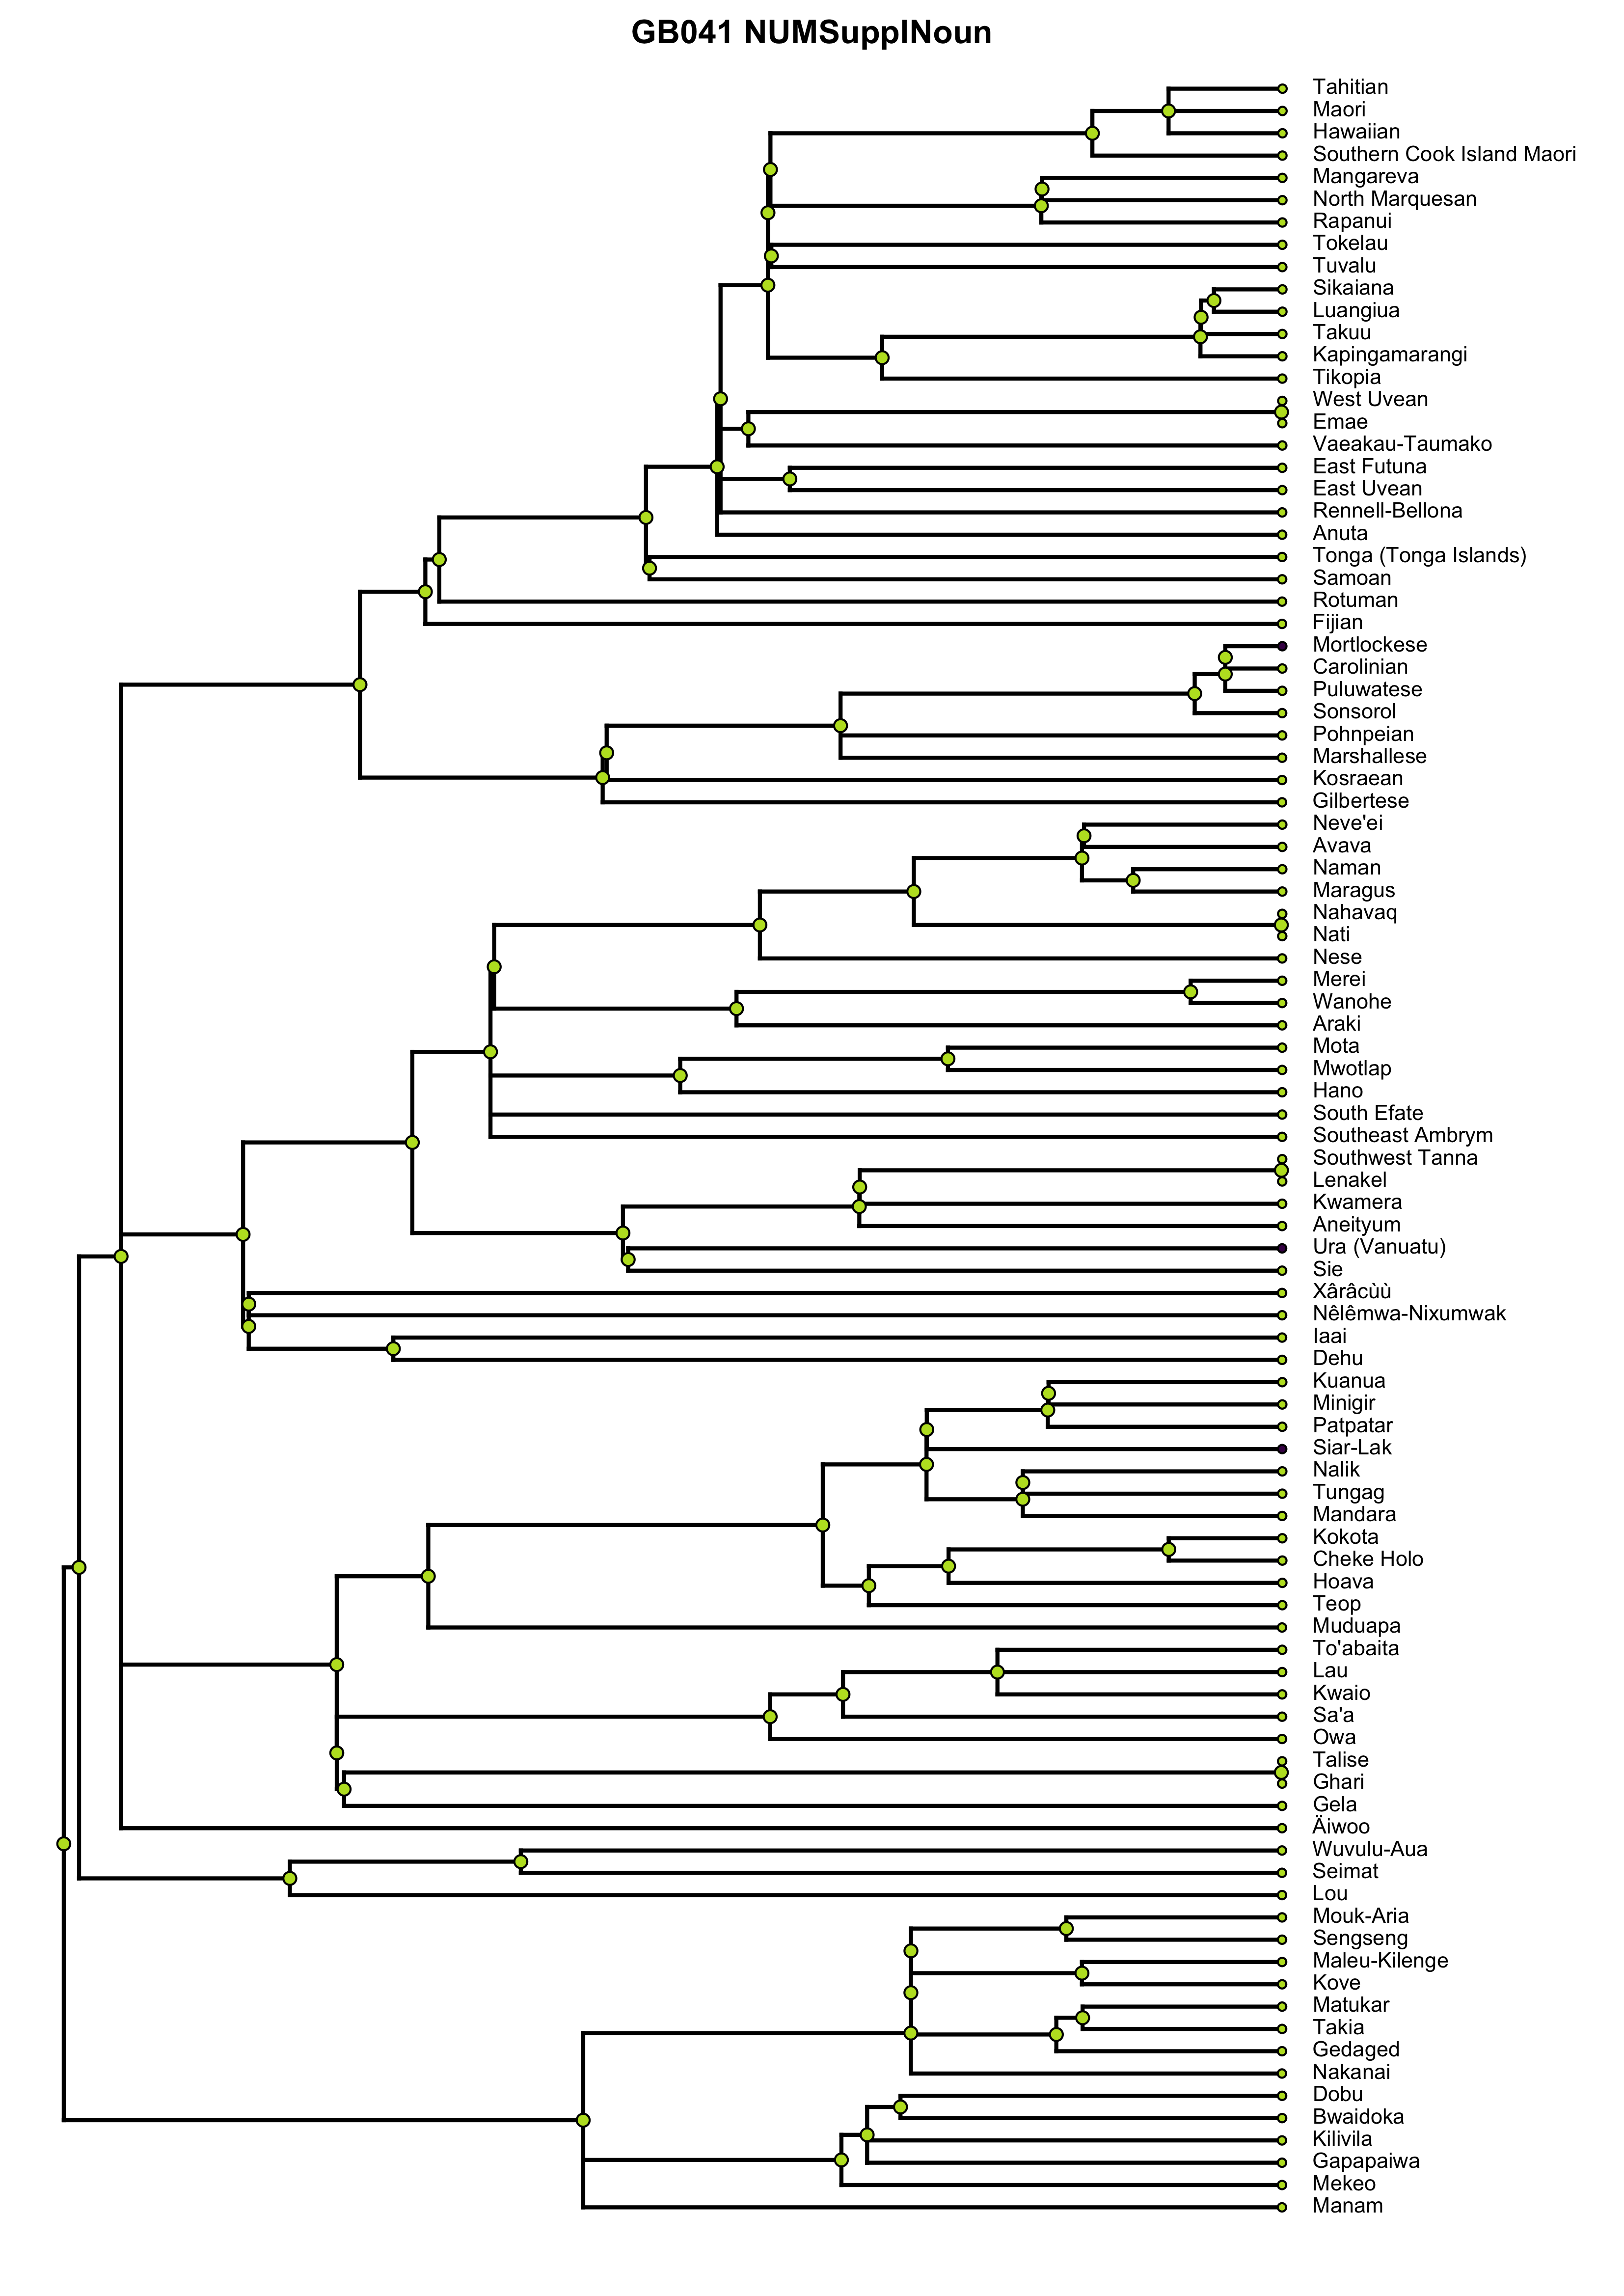 GB041 NUMSupplNoun
Tahitian
Maori
Hawaiian
Southern Cook Island Maori
Mangareva
North Marquesan
Rapanui
Tokelau
Tuvalu
Sikaiana
Luangiua
Takuu
Kapingamarangi
Tikopia
West Uvean
Emae
Vaeakau-Taumako
East Futuna
East Uvean
Rennell-Bellona
Anuta
Tonga (Tonga Islands)
Samoan
Rotuman
Fijian
Mortlockese
Carolinian
Puluwatese
Sonsorol
Pohnpeian
Marshallese
Kosraean
Gilbertese
Neve'ei
Avava
Naman
Maragus
Nahavaq
Nati
Nese
Merei
Wanohe
Araki
Mota
Mwotlap
Hano
South Efate
Southeast Ambrym
Southwest Tanna
Lenakel
Kwamera
Aneityum
Ura (Vanuatu)
Sie
Xârâcùù
Nêlêmwa-Nixumwak
Iaai
Dehu
Kuanua
Minigir
Patpatar
Siar-Lak
Nalik
Tungag
Mandara
Kokota
Cheke Holo
Hoava
Teop
Muduapa
To'abaita
Lau
Kwaio
Sa'a
Owa
Talise
Ghari
Gela
Äiwoo
Wuvulu-Aua
Seimat
Lou
Mouk-Aria
Sengseng
Maleu-Kilenge
Kove
Matukar
Takia
Gedaged
Nakanai
Dobu
Bwaidoka
Kilivila
Gapapaiwa
Mekeo
Manam